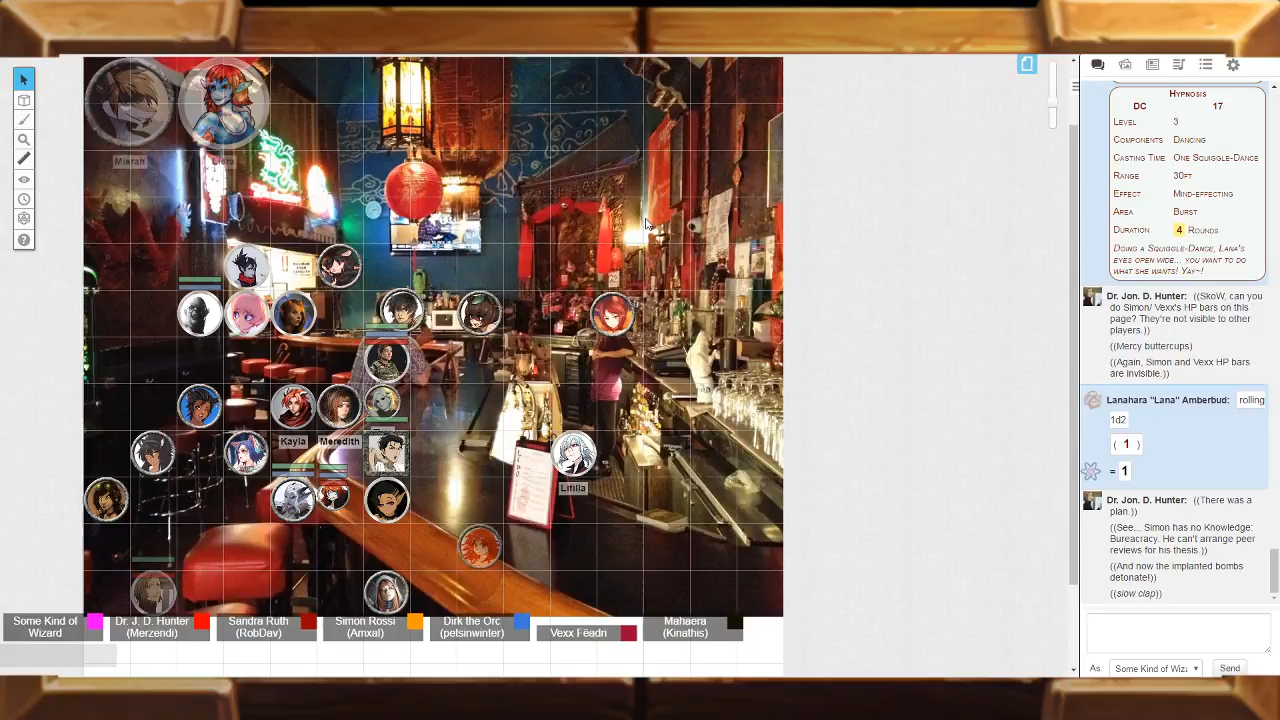 Mierah
Liera
Kayla
Meredith
Lifilla
Some Kind of
Wizard
Dr. J. D. Hunter
(Merzendi)
Sandra Ruth
(RobDav)
Simon Rossi
(Amxal)
Dirk the Orc
(petsinwinter)
Vexx Fëadri
Mahaera
(Kinathis)
Hypnosis
DC 17
Level 3
Components Dancing
Casting Time One Squiggle-Dance
Range 30ft
Effect Mind-effecting
Area Burst
Duration 4 Rounds
Doing a Squiggle-Dance, Lana's
eyes open wide... you want to do
what she wants! Yay~!
Dr. Jon. D. Hunter: ((SkoW, can you
do Simon/ Vexx's HP bars on this
page? They're not visible to other
players.))
((Mercy buttercups)
((Again, Simon and Vexx HP bars
are invisible.))
Lanahara "Lana" Amberbud: rolling
1d2
( 1 )
= 1
Dr. Jon. D. Hunter: ((There was a
plan.))
((See... Simon has no Knowledge:
Bureacracy. He can't arrange peer
reviews for his thesis.))
((And now the implanted bombs
detonate!))
((slow clap))
As: Some Kind of Wiz
Send